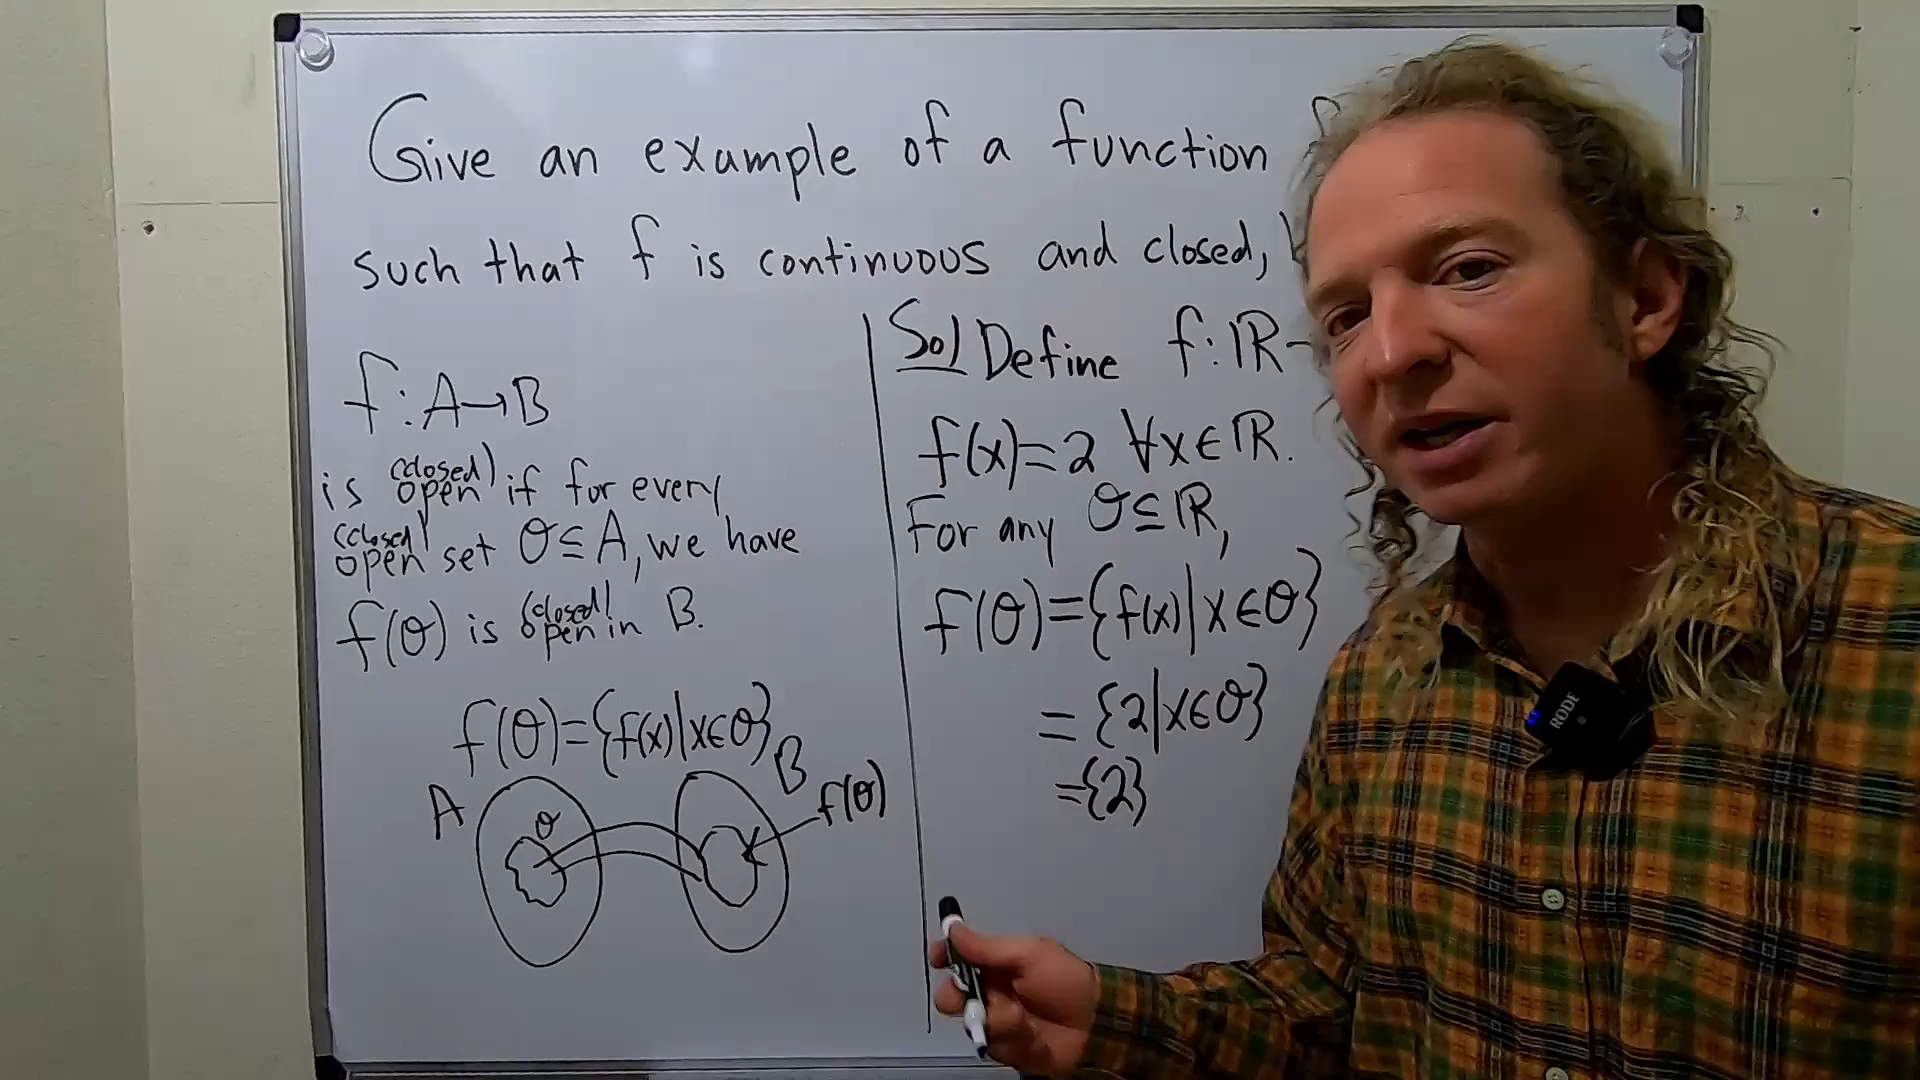 Give an example of a function
such that f is continuous and closed,
f: A→B
is (closed) open if for every
(closed) open set O⊆A, we have
f(O) is (closed) open in B.
f(O)={f(x)|x∈O}
A
O
B
f(O)
Sol Define f: ℝ→
f(x)=2 ∀x∈ℝ.
For any O⊆ℝ,
f(O)={f(x)|x∈O}
={2|x∈O}
={2}
RODE